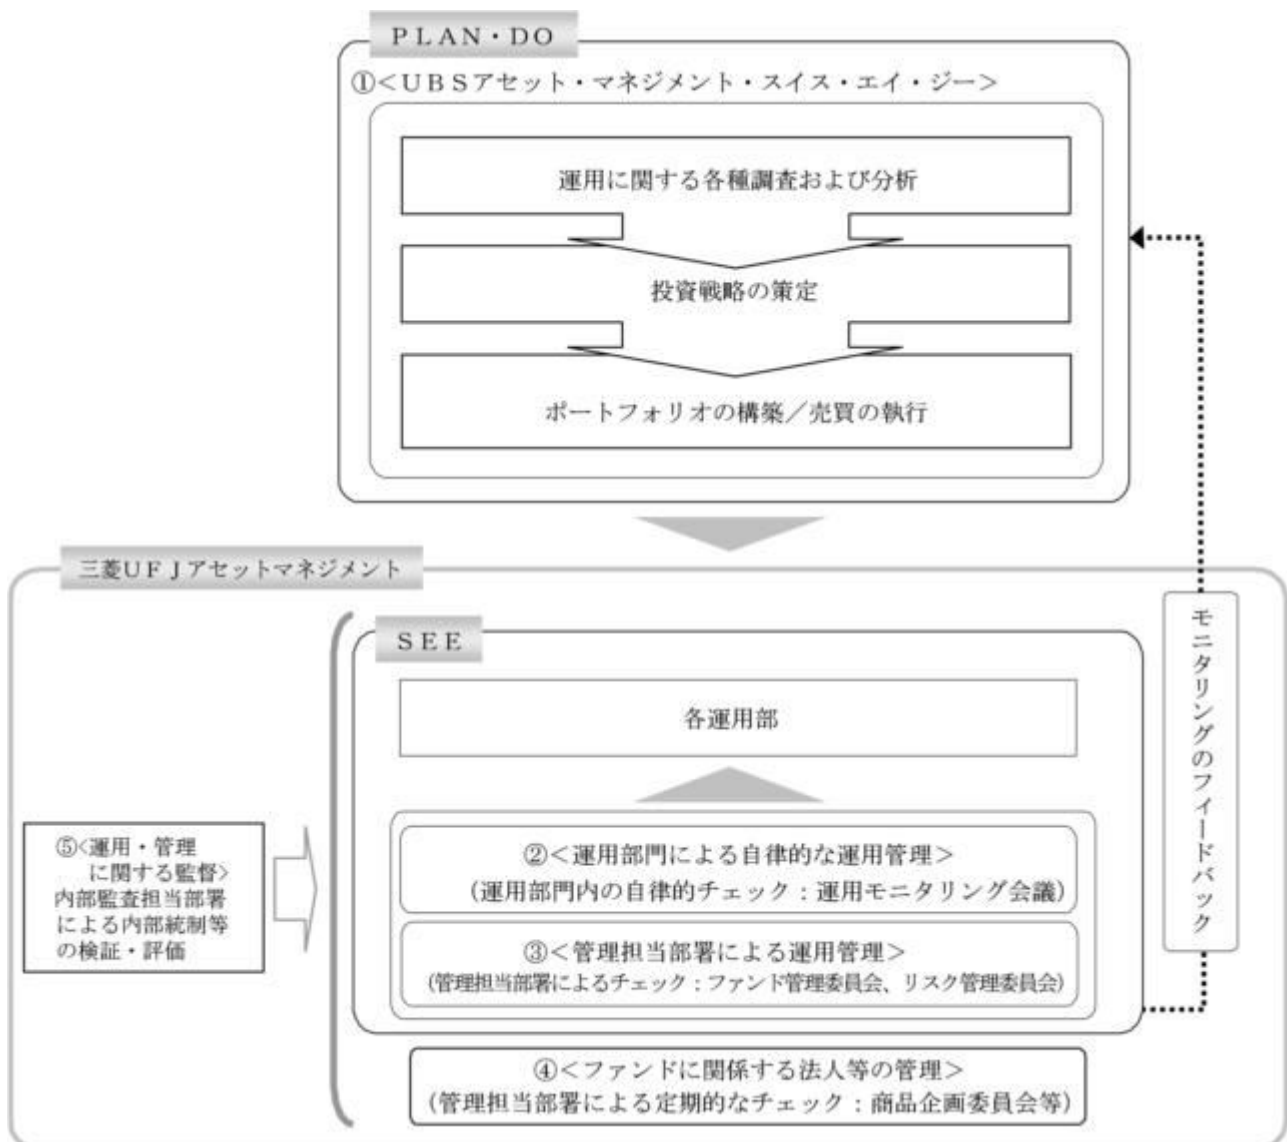 ＰＬＡＮ・ＤＯ
①＜ＵＢＳアセット・マネジメント・スイス・エイ・ジー＞
運用に関する各種調査および分析
投資戦略の策定
ポートフォリオの構築／売買の執行
三菱ＵＦＪアセットマネジメント
ＳＥＥ
各運用部
②＜運用部門による自律的な運用管理＞
（運用部門内の自律的チェック：運用モニタリング会議）
③＜管理担当部署による運用管理＞
（管理担当部署によるチェック：ファンド管理委員会、リスク管理委員会）
④＜ファンドに関係する法人等の管理＞
（管理担当部署による定期的なチェック：商品企画委員会等）
⑤＜運用・管理
に関する監督＞
内部監査担当部署
による内部統制等
の検証・評価
モニタリングのフィードバック